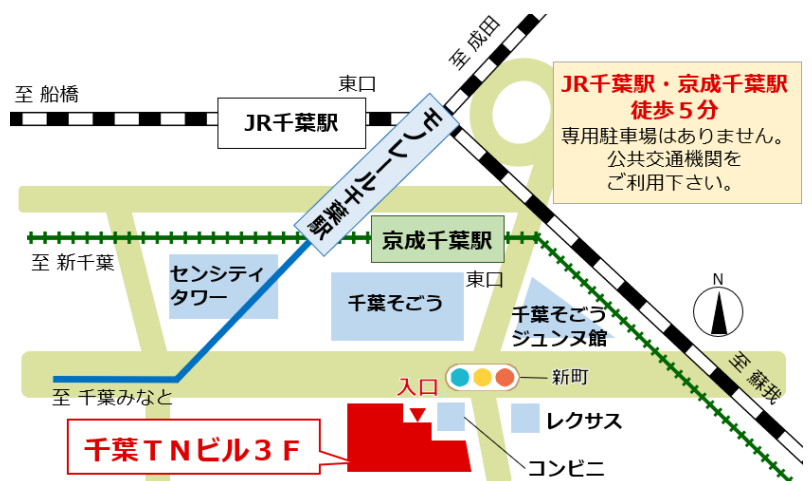 至 成田
東口
至 船橋
JR千葉駅
モノレール千葉駅
JR千葉駅・京成千葉駅
徒歩５分
専用駐車場はありません。
公共交通機関を
ご利用下さい。
京成千葉駅
至 新千葉
東口
センシティ
タワー
千葉そごう
千葉そごう
ジュンヌ館
N
至 蘇我
新町
至 千葉みなと
入口
レクサス
千葉ＴＮビル３Ｆ
コンビニ